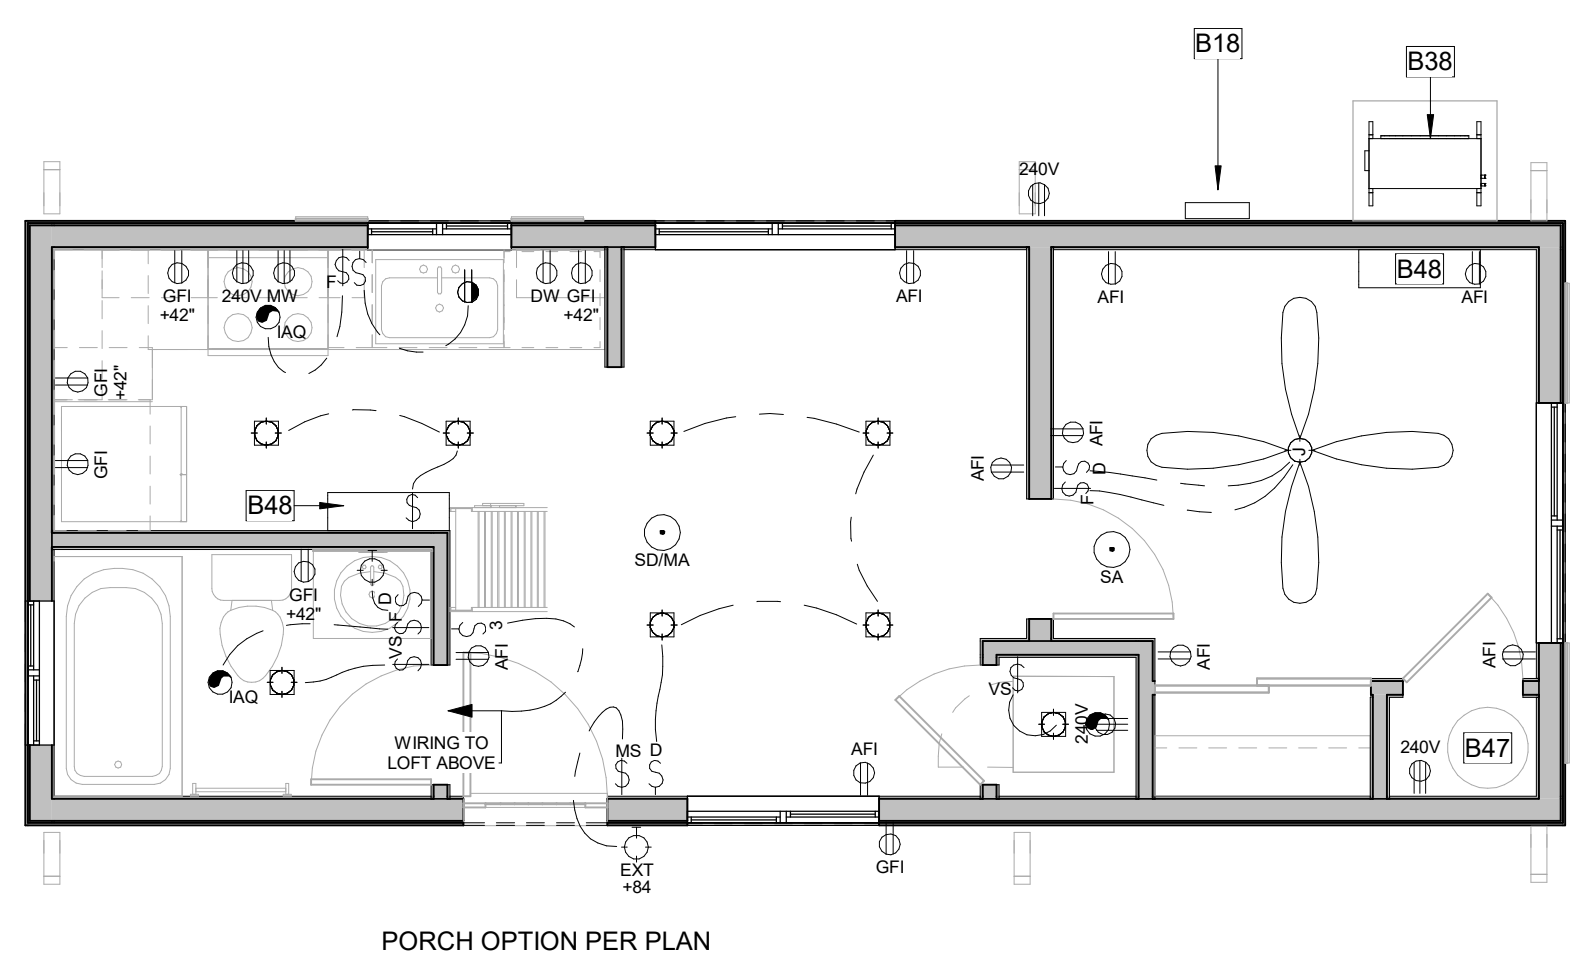 B18
B38
240V
GFI
+42"
240V
MW
F
DW
GFI
+42"
IAQ
AFI
AFI
B48
AFI
GFI
+42"
GFI
AFI
AFI
D
F
J
B48
SD/MA
SA
GFI
+42"
D
F
VS
3
AFI
IAQ
AFI
AFI
VS
240V
WIRING TO
LOFT ABOVE
MS
D
AFI
240V
B47
EXT
+84
GFI
PORCH OPTION PER PLAN